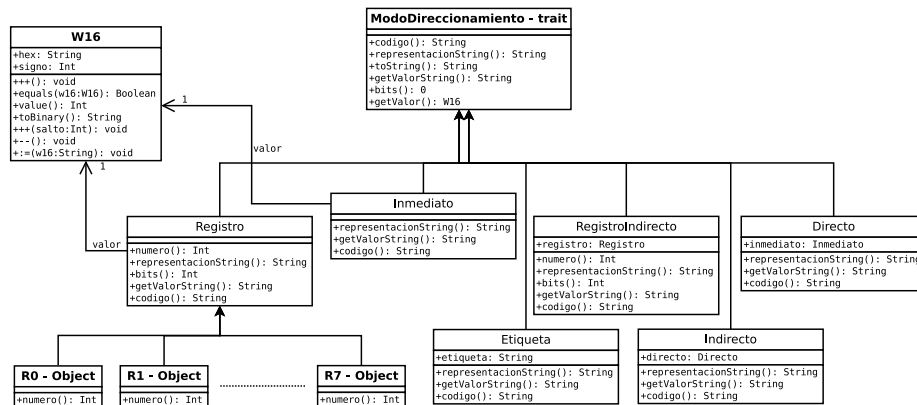 ModoDireccionamiento - trait
+codigo(): String
+representacionString(): String
+toString(): String
+getValorString(): String
+bits(): 0
+getValor(): W16
W16
+hex: String
+signo: Int
+++(): void
+equals(w16:W16): Boolean
+value(): Int
+toBinary(): String
+++(salto:Int): void
+--(): void
+:=(w16:String): void
1
valor
1
valor
Registro
+numero(): Int
+representacionString(): String
+bits(): Int
+getValorString(): String
+codigo(): String
Inmediato
+representacionString(): String
+getValorString(): String
+codigo(): String
RegistroIndirecto
+registro: Registro
+numero(): Int
+representacionString(): String
+bits(): Int
+getValorString(): String
+codigo(): String
Directo
+inmediato: Inmediato
+representacionString(): String
+getValorString(): String
+codigo(): String
Etiqueta
+etiqueta: String
+representacionString(): String
+getValorString(): String
+codigo(): String
Indirecto
+directo: Directo
+representacionString(): String
+getValorString(): String
+codigo(): String
R0 - Object
+numero(): Int
R1 - Object
+numero(): Int
R7 - Object
+numero(): Int